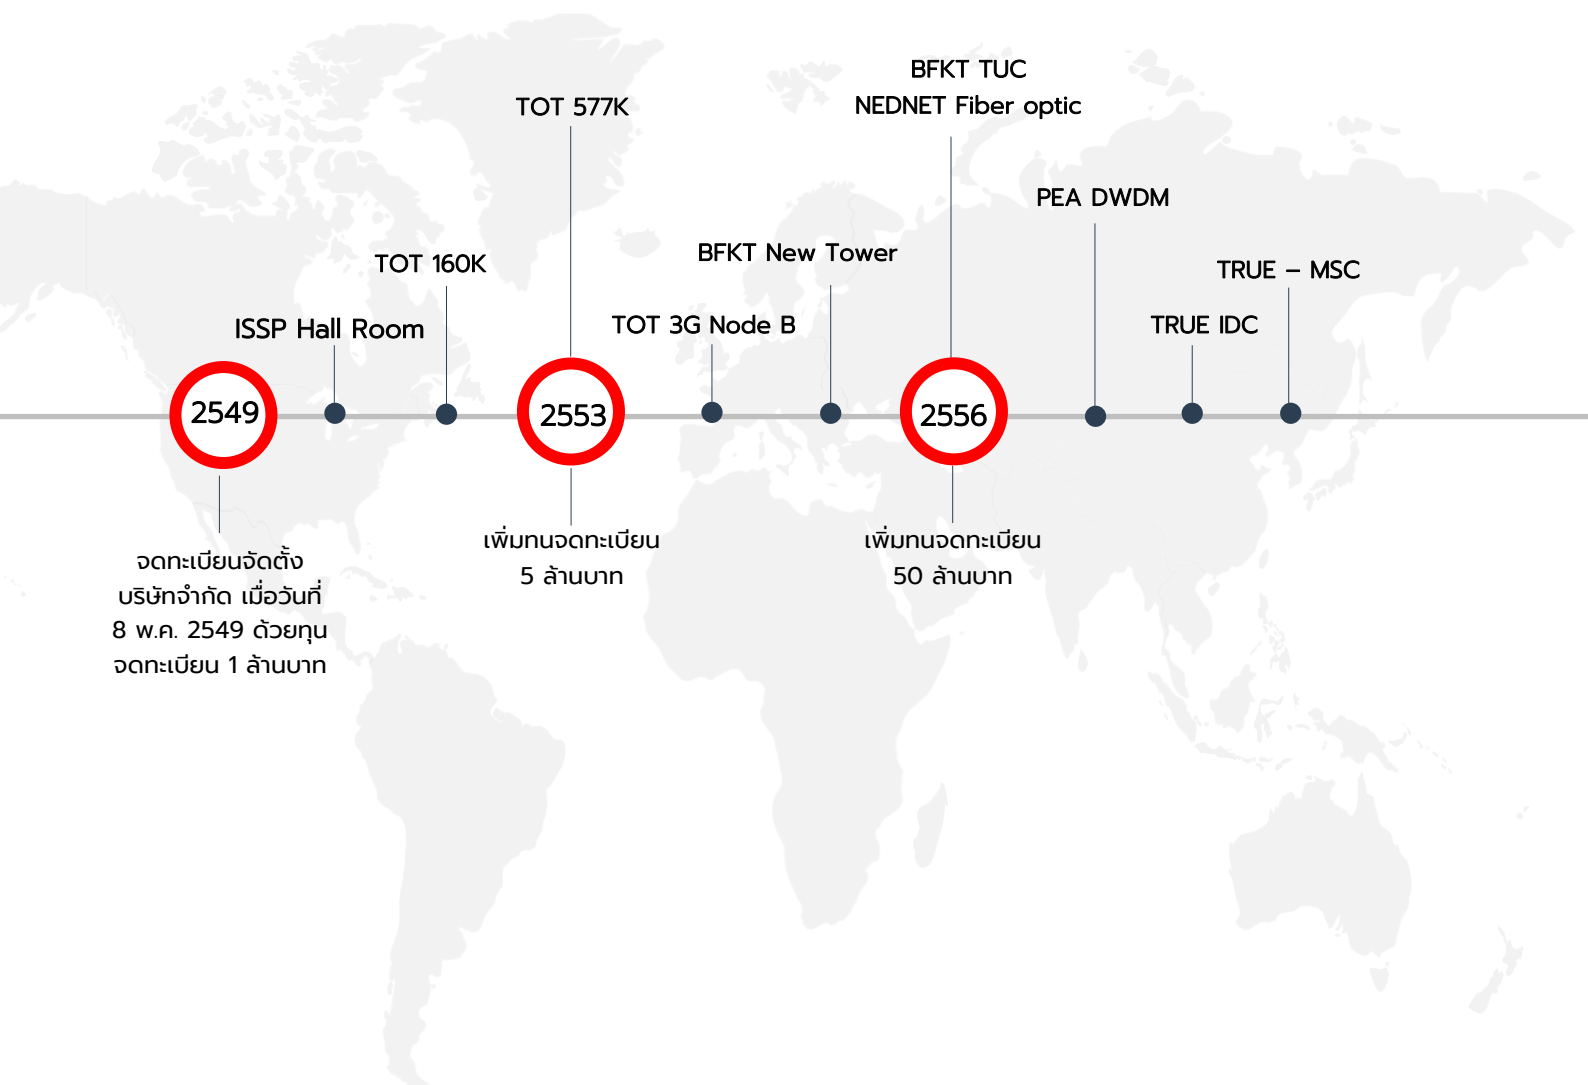 BFKT TUC
NEDNET Fiber optic
TOT 577K
PEA DWDM
BFKT New Tower
TOT 160K
TRUE – MSC
ISSP Hall Room
TOT 3G Node B
TRUE IDC
2549
2553
2556
จดทะเบียนจัดตั้ง
บริษัทจำกัด เมื่อวันที่
8 พ.ค. 2549 ด้วยทุน
จดทะเบียน 1 ล้านบาท
เพิ่มทนจดทะเบียน
5 ล้านบาท
เพิ่มทนจดทะเบียน
50 ล้านบาท